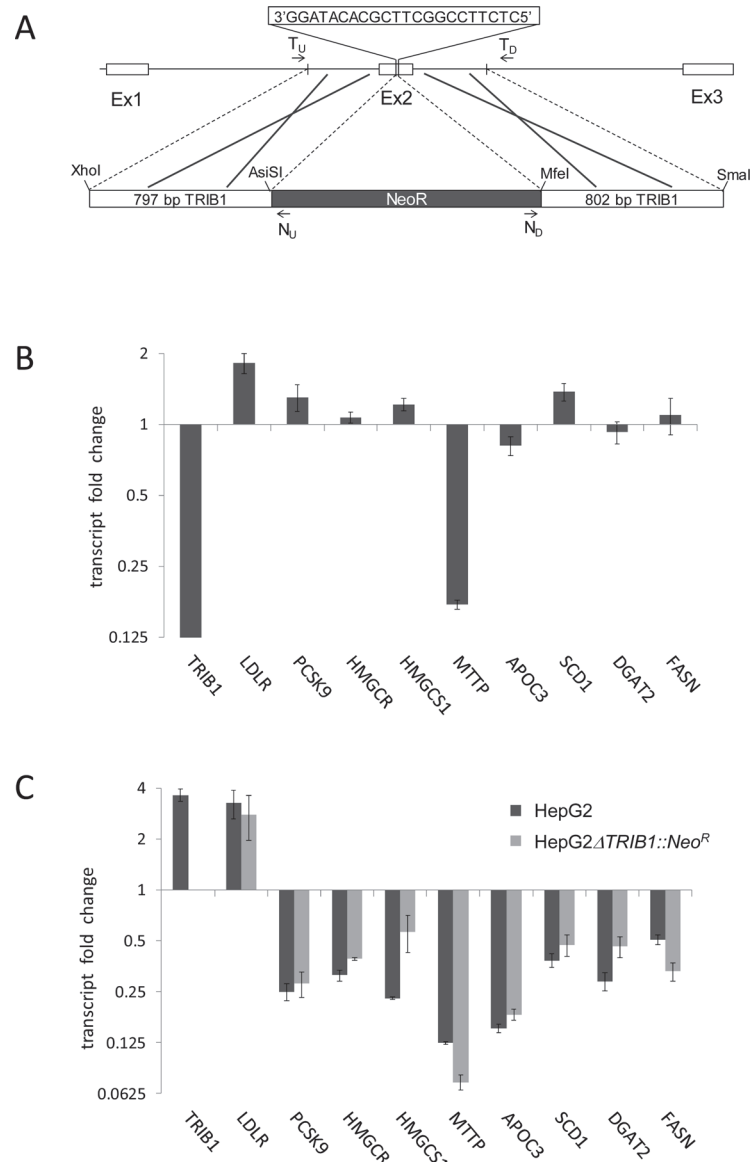 A
3'GGATACACGCTTCGGCCTTCTC5'
TU
TD
Ex1
Ex2
Ex3
XhoI
AsiSI
MfeI
SmaI
797 bp TRIB1
NeoR
802 bp TRIB1
NU
ND
B
transcript fold change
2
1
0.5
0.25
0.125
TRIB1
LDLR
PCSK9
HMGCR
HMGCS1
MTTP
APOC3
SCD1
DGAT2
FASN
C
transcript fold change
4
2
1
0.5
0.25
0.125
0.0625
HepG2
HepG2ΔTRIB1::NeoR
TRIB1
LDLR
PCSK9
HMGCR
HMGCS1
MTTP
APOC3
SCD1
DGAT2
FASN